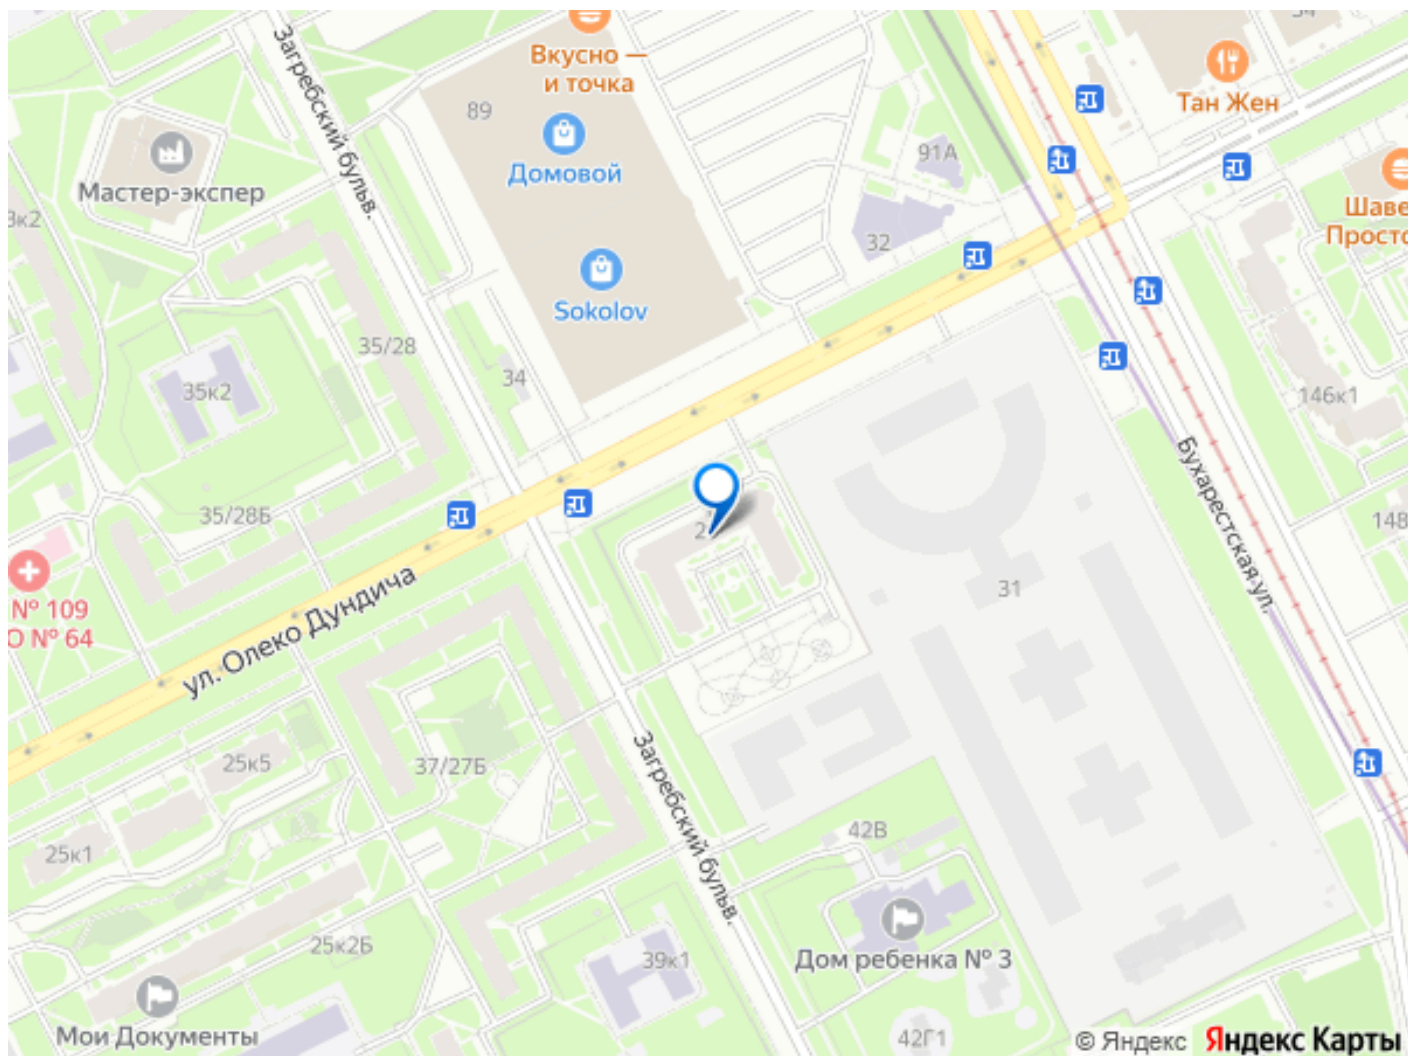 Загребский бульв.
Вкусно —
и точка
34
Тан Жен
89
Домовой
91А
Мастер-экспер
3к2
32
Шаве
Просто
Sokolov
35/28
34
35к2
146к1
35/28Б
2
148
Бухарестская ул.
31
№ 109
О № 64
ул. Олеко Дундича
25к5
37/27Б
Загребский бульв.
25к1
42В
25к2Б
39к1
Дом ребенка № 3
Мои Документы
42Г1
© Яндекс Яндекс Карты